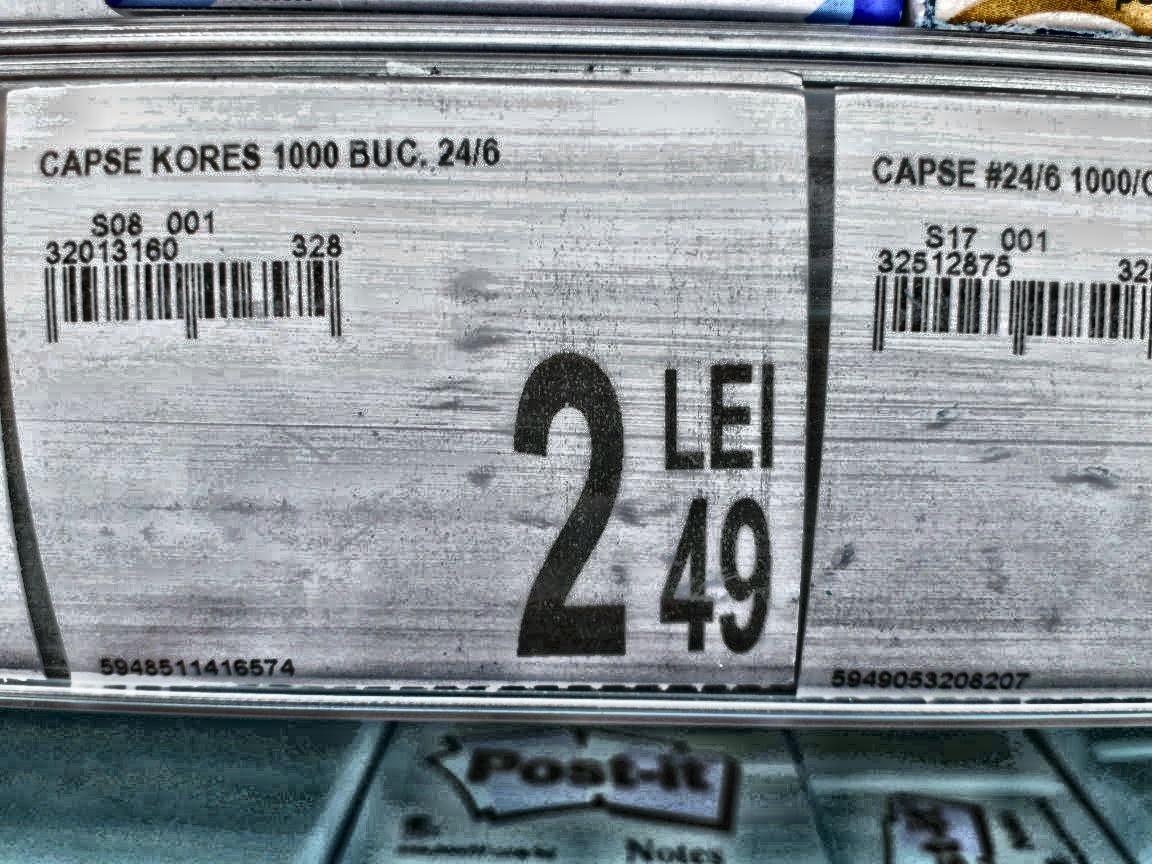 CAPSE KORES 1000 BUC. 24/6
S08 001
32013160 328
2 LEI
49
5948511416574
CAPSE #24/6 1000/
S17 001
32512875 32
5949053208207
Post-it
Notes